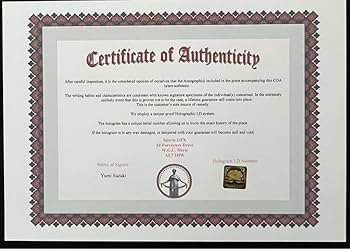 Certificate of Authenticity
After careful inspection, it is the considered opinion of ourselves that the Autograph(s) included in the piece accompanying this COA
is/are authentic.
The writing habits and characteristics are consistent with known signature specimens of the individual(s) concerned. In the extremely
unlikely event that this is proven not to be the case, a lifetime guarantee will come into place
This is the customer's sole source of remedy.
We employ a tamper proof Holographic I.D system
The hologram has a unique serial number allowing us to know the exact history of the piece.
If the hologram is in any way damaged, or tampered with your guarantee will become null and void.
GFX
W.G.C, Herts
AL7 2HW
Name of Signer
Hologram I.D Number
Yumi Suzuki